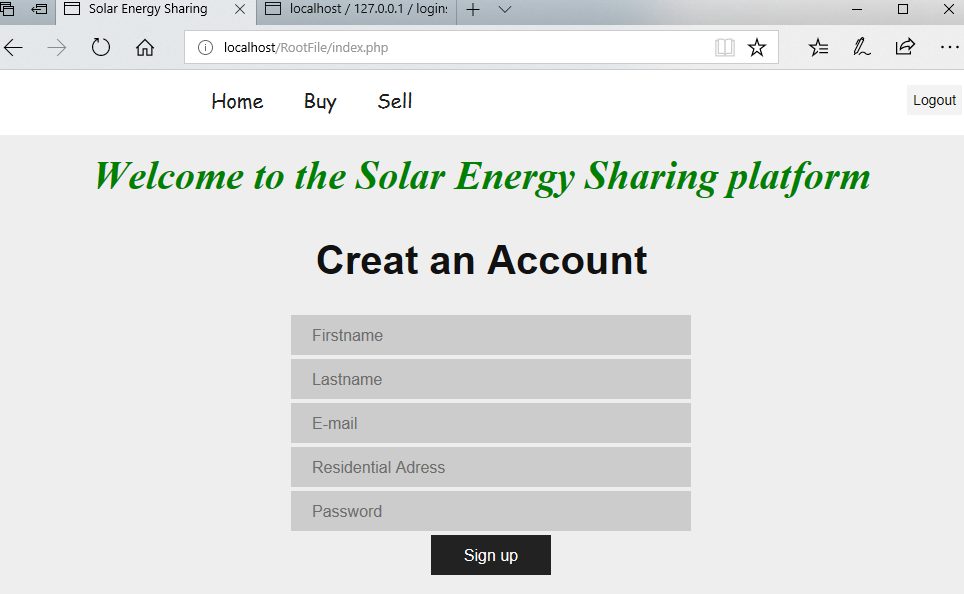 Solar Energy Sharing localhost / 127.0.0.1 / logins
localhost/RootFile/index.php
Home Buy Sell Logout
Welcome to the Solar Energy Sharing platform
Creat an Account
Firstname
Lastname
E-mail
Residential Adress
Password
Sign up